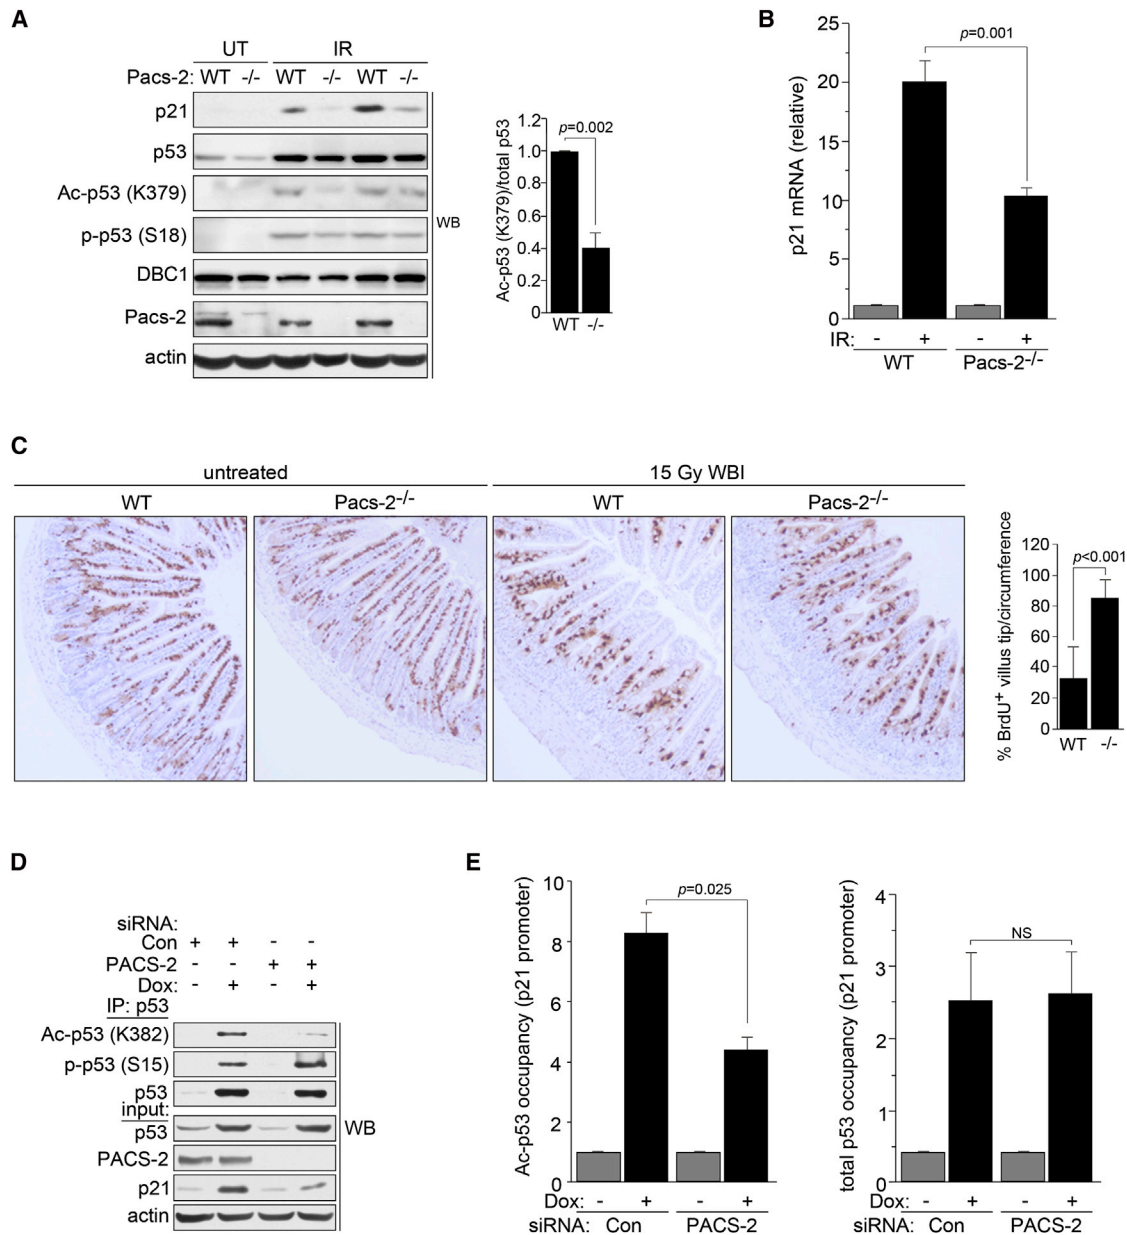 A
UT IR
Pacs-2: WT -/- WT -/- WT -/-
p21
p53
Ac-p53 (K379)
p-p53 (S18)
DBC1
Pacs-2
actin
WB
Ac-p53 (K379)/total p53
1.2
1.0
0.8
0.6
0.4
0.2
0
p=0.002
WT -/-
B
p21 mRNA (relative)
25
20
15
10
5
0
p=0.001
IR: - + - +
WT Pacs-2-/-
C
untreated 15 Gy WBI
WT Pacs-2-/- WT Pacs-2-/-
% BrdU+ villus tip/circumference
120
100
80
60
40
20
0
p<0.001
WT -/-
D
siRNA:
Con + + - -
PACS-2 - - + +
Dox: - + - +
IP: p53
Ac-p53 (K382)
p-p53 (S15)
p53
input:
p53
PACS-2
p21
actin
WB
E
Ac-p53 occupancy (p21 promoter)
10
8
6
4
2
0
p=0.025
Dox: - + - +
siRNA: Con PACS-2
total p53 occupancy (p21 promoter)
4
3
2
1
0
NS
Dox: - + - +
siRNA: Con PACS-2